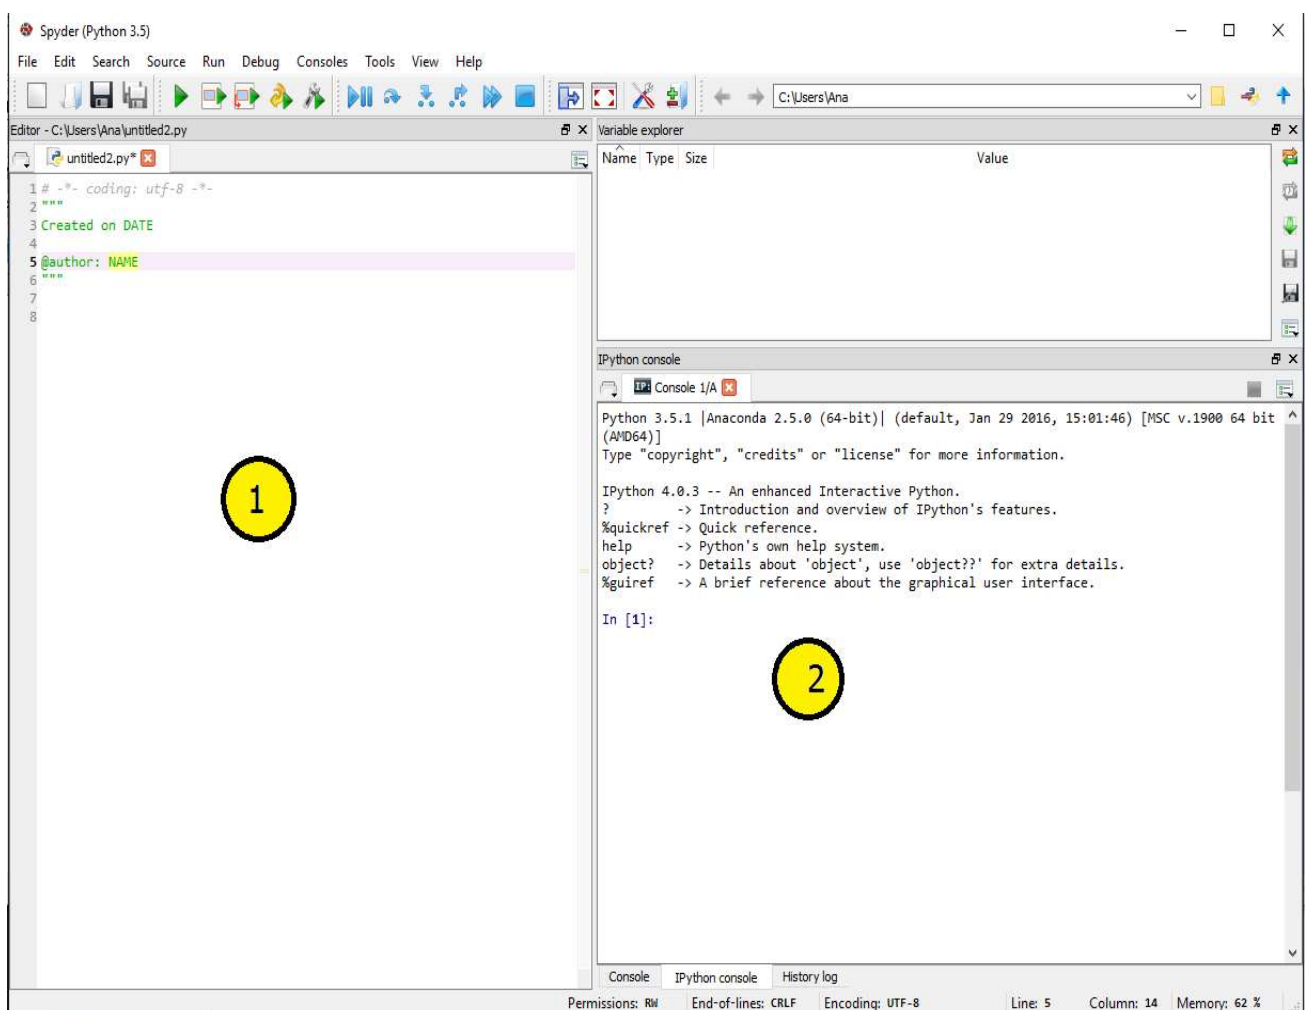 Spyder (Python 3.5)
File Edit Search Source Run Debug Consoles Tools View Help
C:\Users\Ana
Editor - C:\Users\Ana\untitled2.py
untitled2.py*
1 # -*- coding: utf-8 -*-
2 """
3 Created on DATE
4
5 @author: NAME
6 """
7
8
1
Variable explorer
Name Type Size Value
IPython console
IP: Console 1/A
Python 3.5.1 |Anaconda 2.5.0 (64-bit)| (default, Jan 29 2016, 15:01:46) [MSC v.1900 64 bit
(AMD64)]
Type "copyright", "credits" or "license" for more information.
IPython 4.0.3 -- An enhanced Interactive Python.
? -> Introduction and overview of IPython's features.
%quickref -> Quick reference.
help -> Python's own help system.
object? -> Details about 'object', use 'object??' for extra details.
%guiref -> A brief reference about the graphical user interface.
In [1]:
2
Console IPython console History log
Permissions: RW End-of-lines: CRLF Encoding: UTF-8 Line: 5 Column: 14 Memory: 62 %